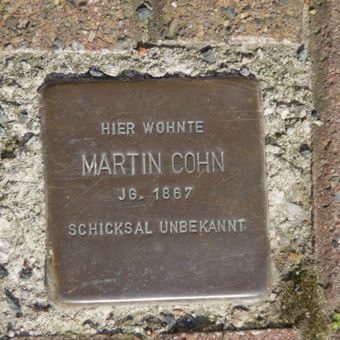 HIER WOHNTE
MARTIN COHN
JG. 1867
SCHICKSAL UNBEKANNT